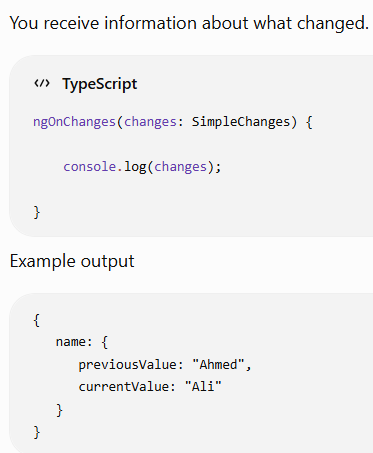 You receive information about what changed.
</> TypeScript
ngOnChanges(changes: SimpleChanges) {
console.log(changes);
}
Example output
{
name: {
previousValue: "Ahmed",
currentValue: "Ali"
}
}